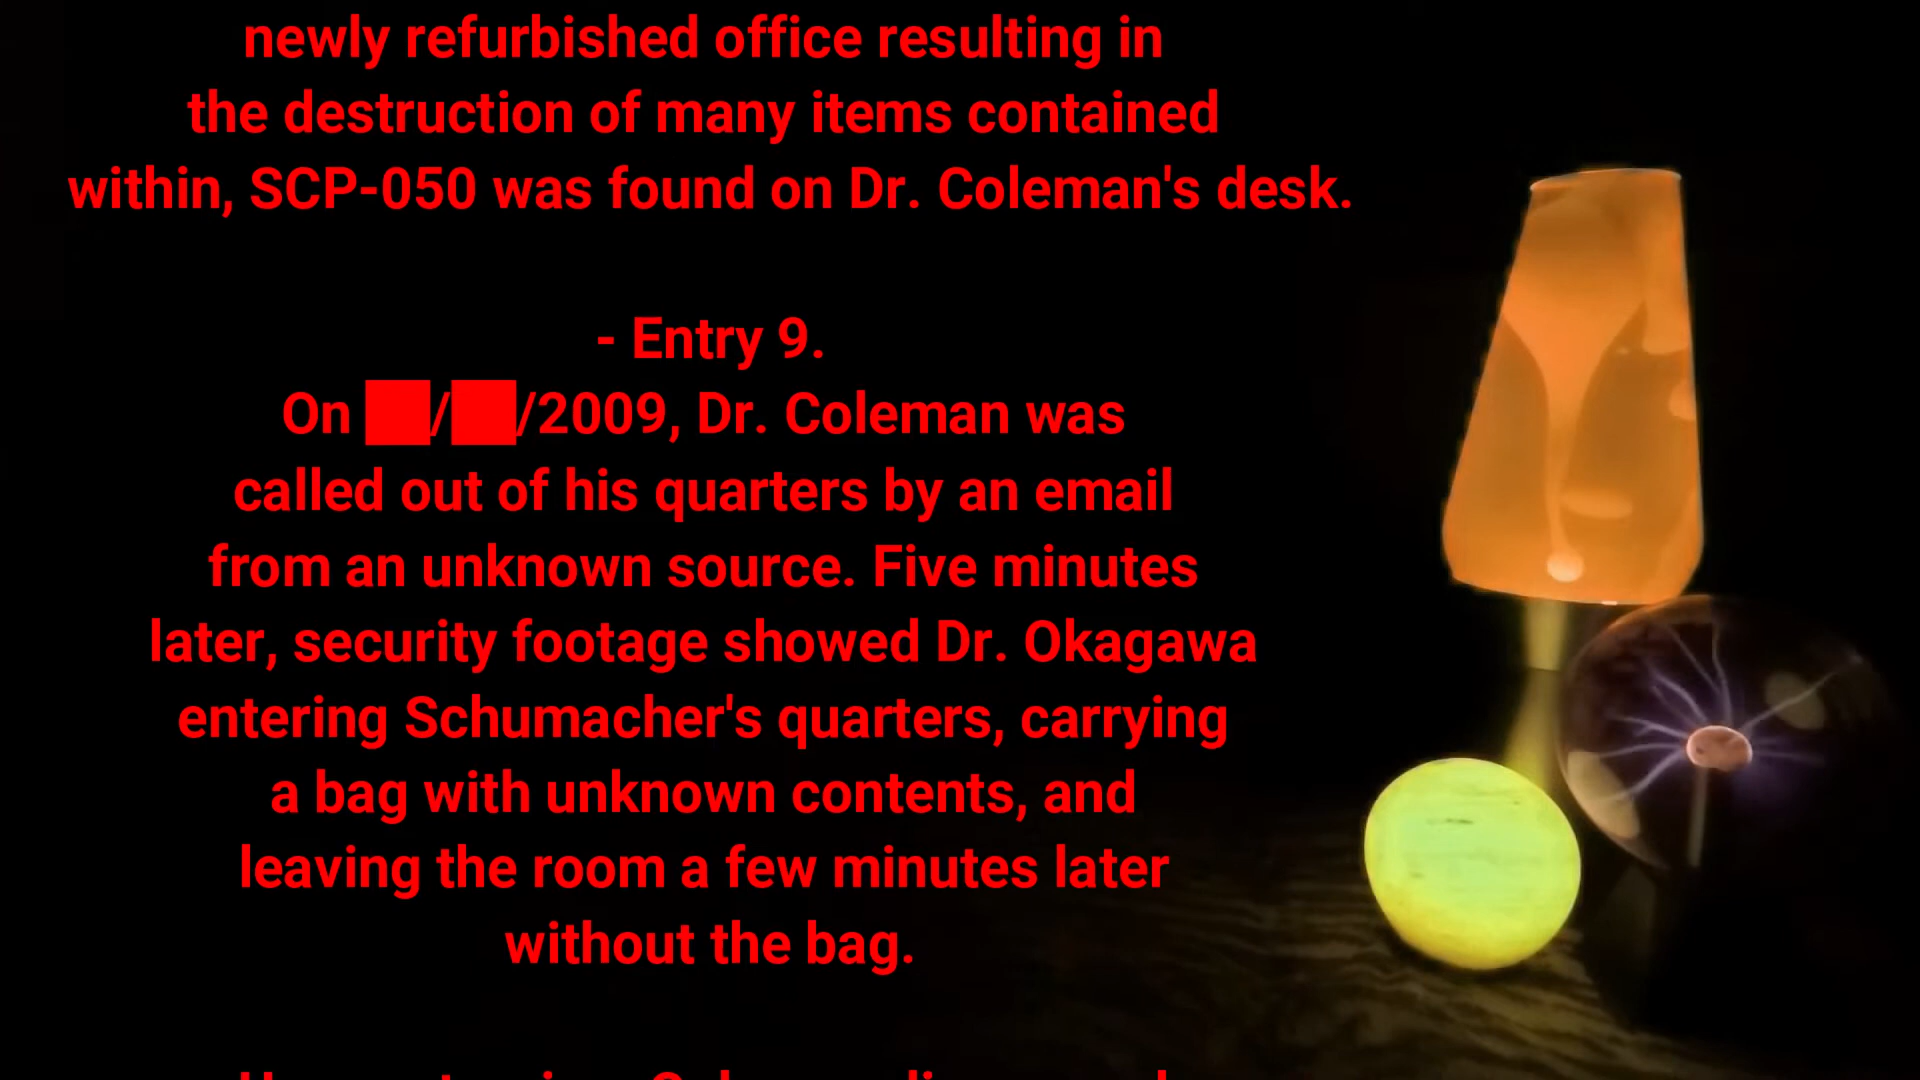 newly refurbished office resulting in
the destruction of many items contained
within, SCP-050 was found on Dr. Coleman's desk.
- Entry 9.
On ██/██/2009, Dr. Coleman was
called out of his quarters by an email
from an unknown source. Five minutes
later, security footage showed Dr. Okagawa
entering Schumacher's quarters, carrying
a bag with unknown contents, and
leaving the room a few minutes later
without the bag.